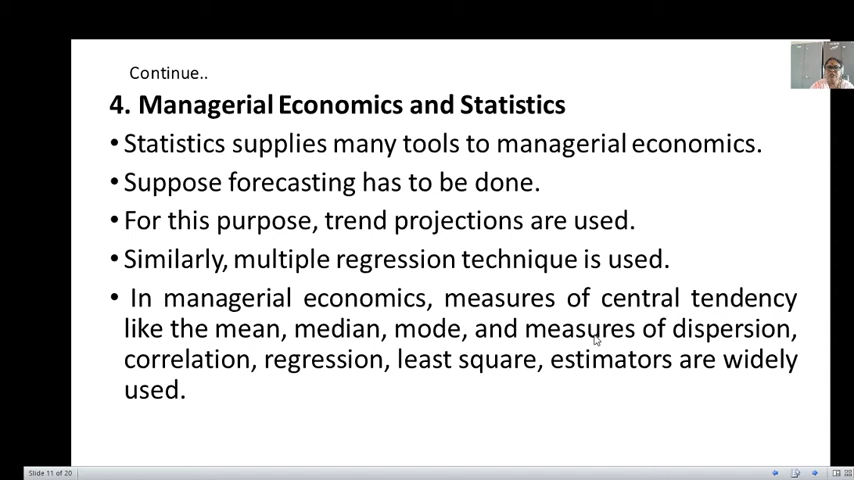 Continue..
4. Managerial Economics and Statistics
• Statistics supplies many tools to managerial economics.
• Suppose forecasting has to be done.
• For this purpose, trend projections are used.
• Similarly, multiple regression technique is used.
• In managerial economics, measures of central tendency
like the mean, median, mode, and measures of dispersion,
correlation, regression, least square, estimators are widely
used.
Slide 11 of 20